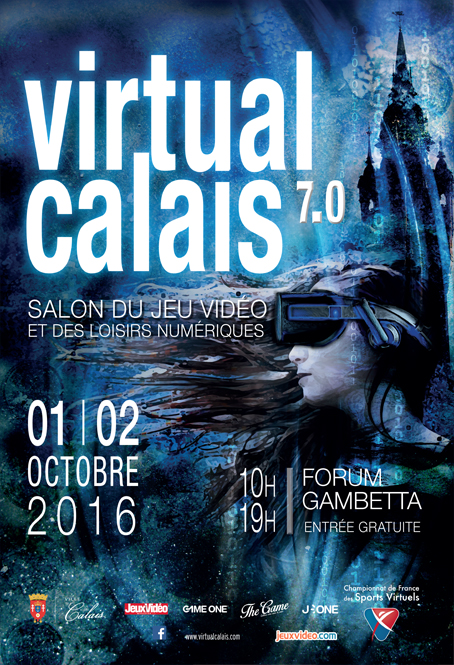 virtual
calais 7.0
SALON DU JEU VIDÉO
ET DES LOISIRS NUMÉRIQUES
01 | 02
OCTOBRE
2016
10H
19H
FORUM
GAMBETTA
ENTRÉE GRATUITE
Championnat de France
des Sports Virtuels
Calais
JeuxVidéo
GAME ONE
The Game
J-ONE
f
www.virtualcalais.com
jeuxvideo.com